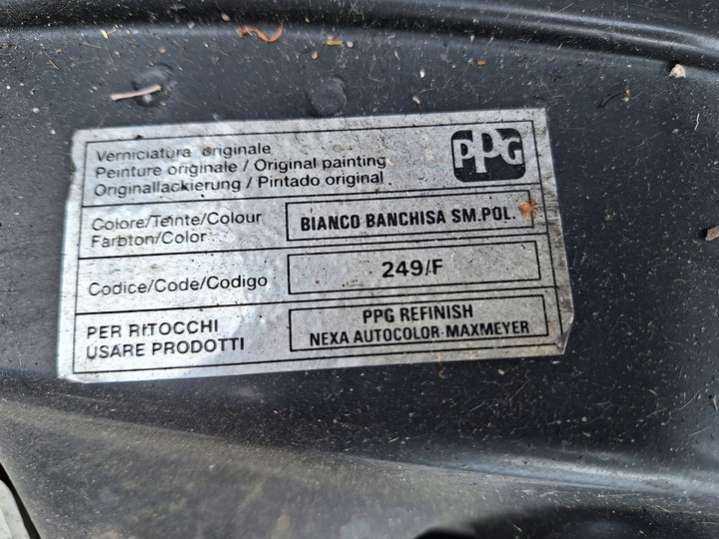 Verniciatura originale
Peinture originale / Original painting
Originallackierung / Pintado original
PPG
Colore/Teinte/Colour
Farbton/Color
BIANCO BANCHISA SM.POL.
Codice/Code/Codigo
249/F
PER RITOCCHI
USARE PRODOTTI
PPG REFINISH
NEXA AUTOCOLOR-MAXMEYER